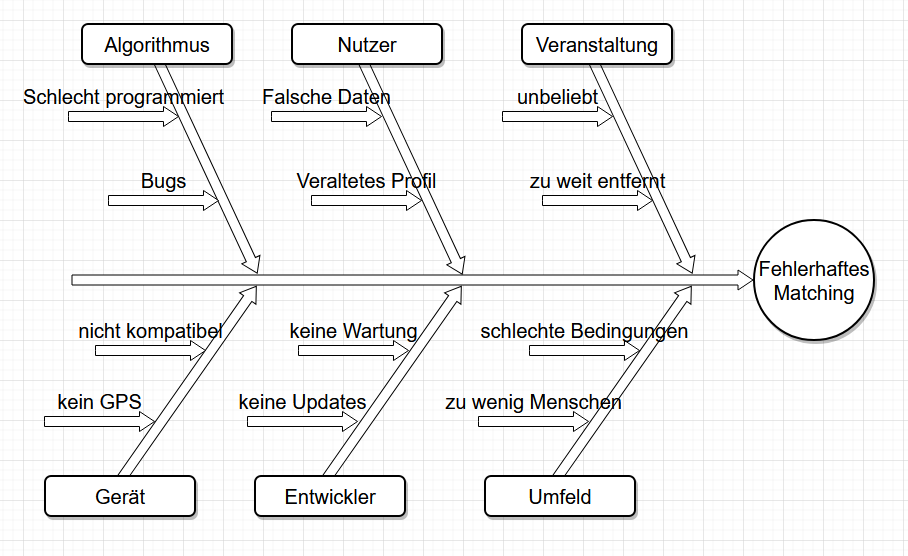 Algorithmus
Nutzer
Veranstaltung
Schlecht programmiert
Falsche Daten
unbeliebt
Bugs
Veraltetes Profil
zu weit entfernt
Fehlerhaftes
Matching
nicht kompatibel
keine Wartung
schlechte Bedingungen
kein GPS
keine Updates
zu wenig Menschen
Gerät
Entwickler
Umfeld